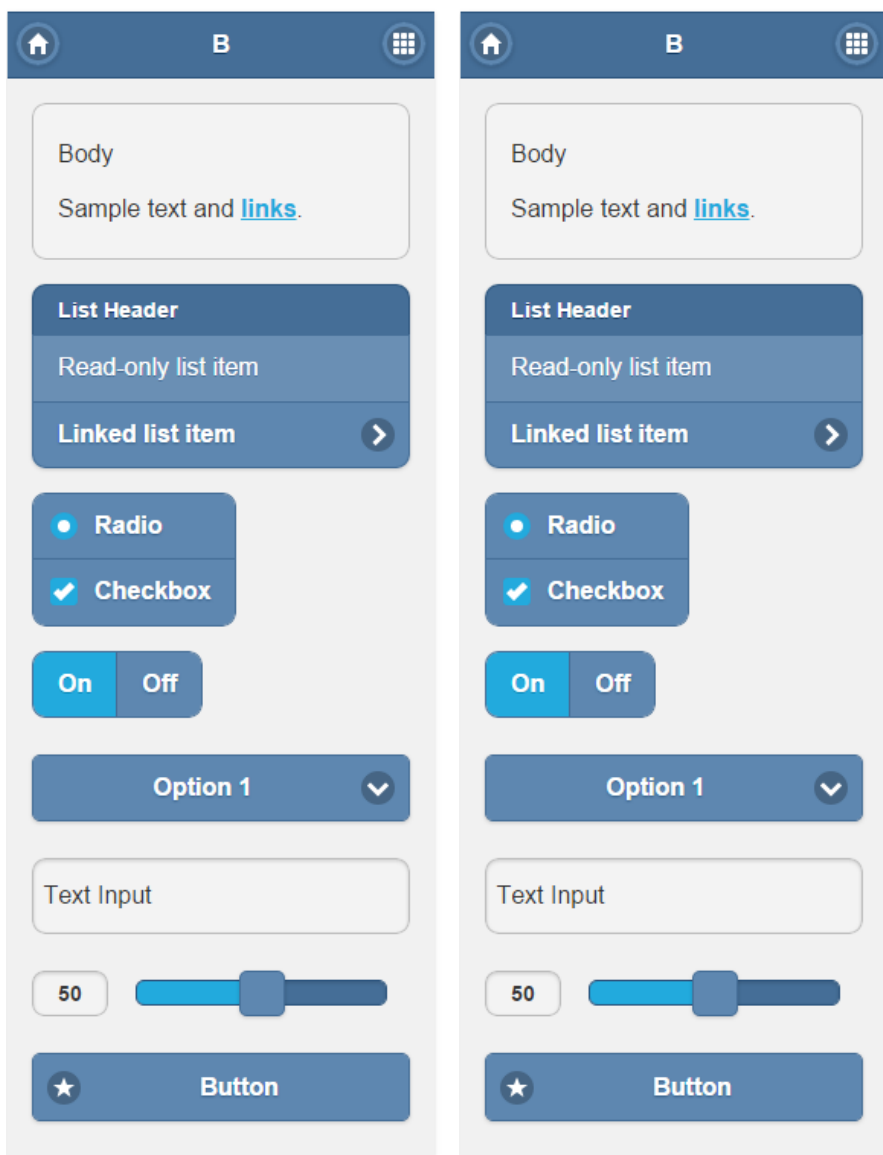 B
Body
Sample text and links.
List Header
Read-only list item
Linked list item
Radio
Checkbox
On Off
Option 1
Text Input
50
Button
B
Body
Sample text and links.
List Header
Read-only list item
Linked list item
Radio
Checkbox
On Off
Option 1
Text Input
50
Button